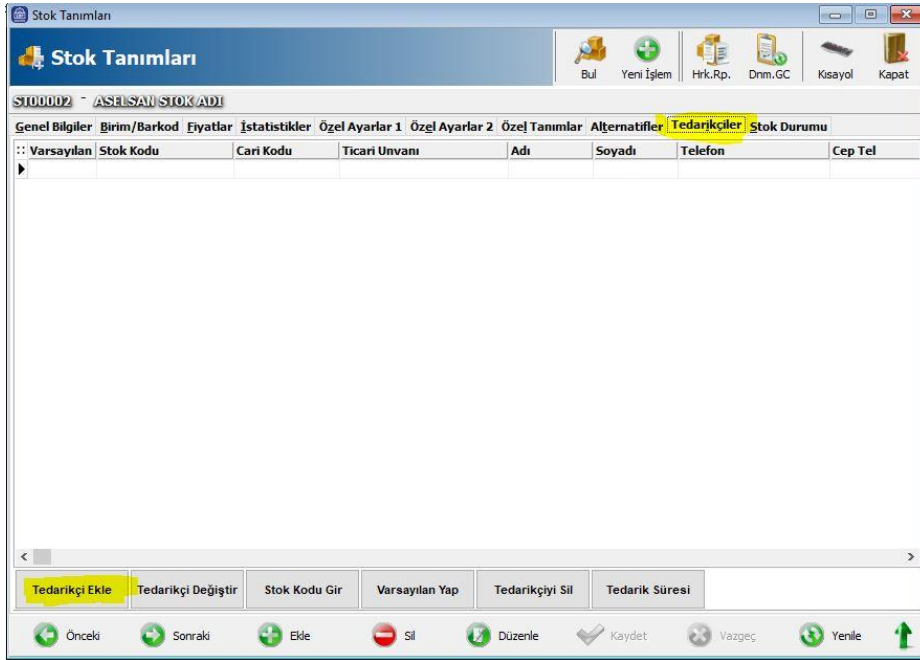 Stok Tanımları
Stok Tanımları
Bul Yeni İşlem Hrk.Rp. Dnm.GC Kısayol Kapat
ST00002 - ASELSAN STOK ADI
Genel Bilgiler Birim/Barkod Fiyatlar İstatistikler Özel Ayarlar 1 Özel Ayarlar 2 Özel Tanımlar Alternatifler Tedarikçiler Stok Durumu
Varsayılan Stok Kodu Cari Kodu Ticari Unvanı Adı Soyadı Telefon Cep Tel
Tedarikçi Ekle Tedarikçi Değiştir Stok Kodu Gir Varsayılan Yap Tedarikçiyi Sil Tedarik Süresi
Önceki Sonraki Ekle Sil Düzenle Kaydet Vazgeç Yenile